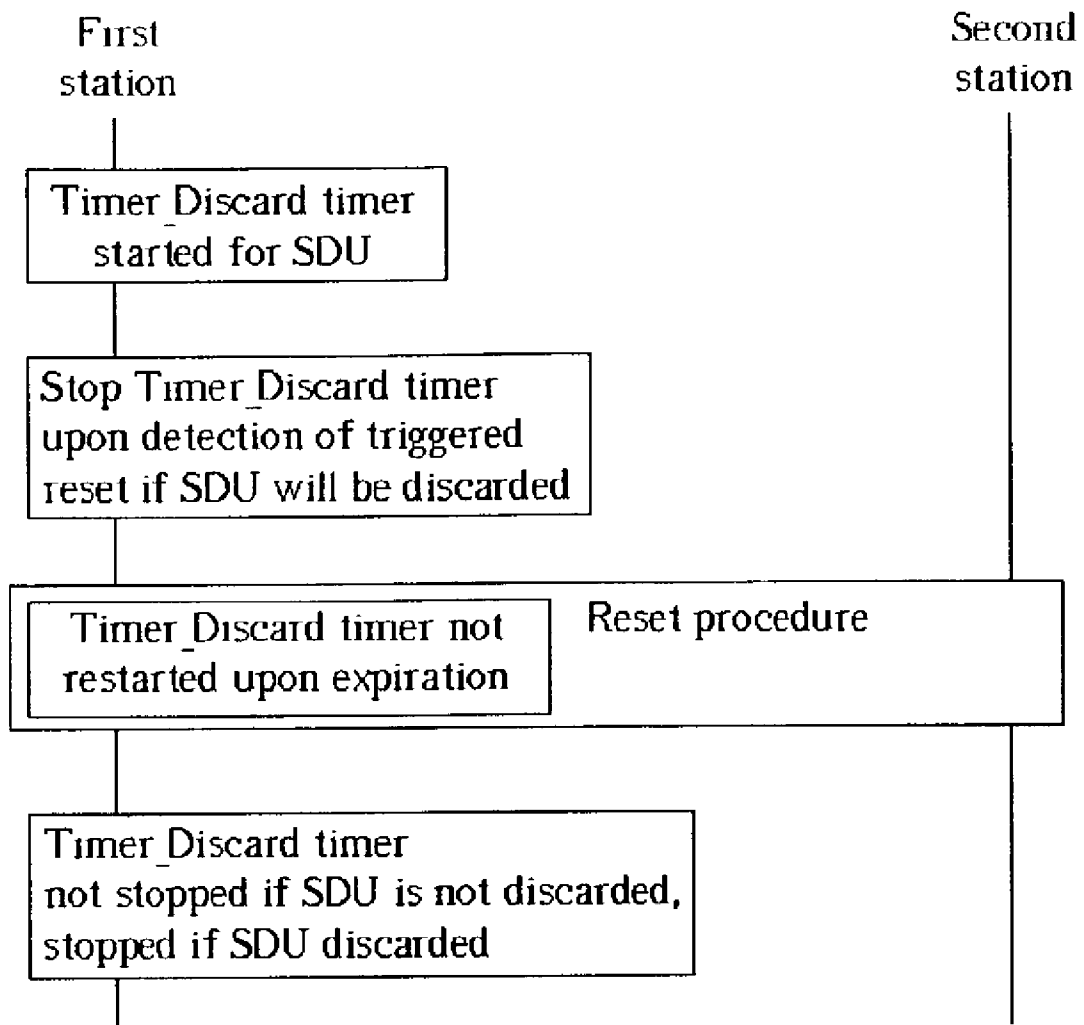 First
station
Second
station
Timer_Discard timer
started for SDU
Stop Timer_Discard timer
upon detection of triggered
reset if SDU will be discarded
Timer_Discard timer not
restarted upon expiration
Reset procedure
Timer_Discard timer
not stopped if SDU is not discarded,
stopped if SDU discarded